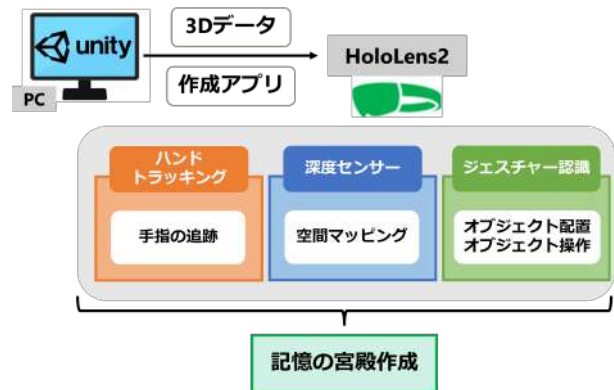 3Dデータ
unity
HoloLens2
作成アプリ
PC
ハンド
トラッキング
深度センサー
ジェスチャー認識
手指の追跡
空間マッピング
オブジェクト配置
オブジェクト操作
記憶の宮殿作成